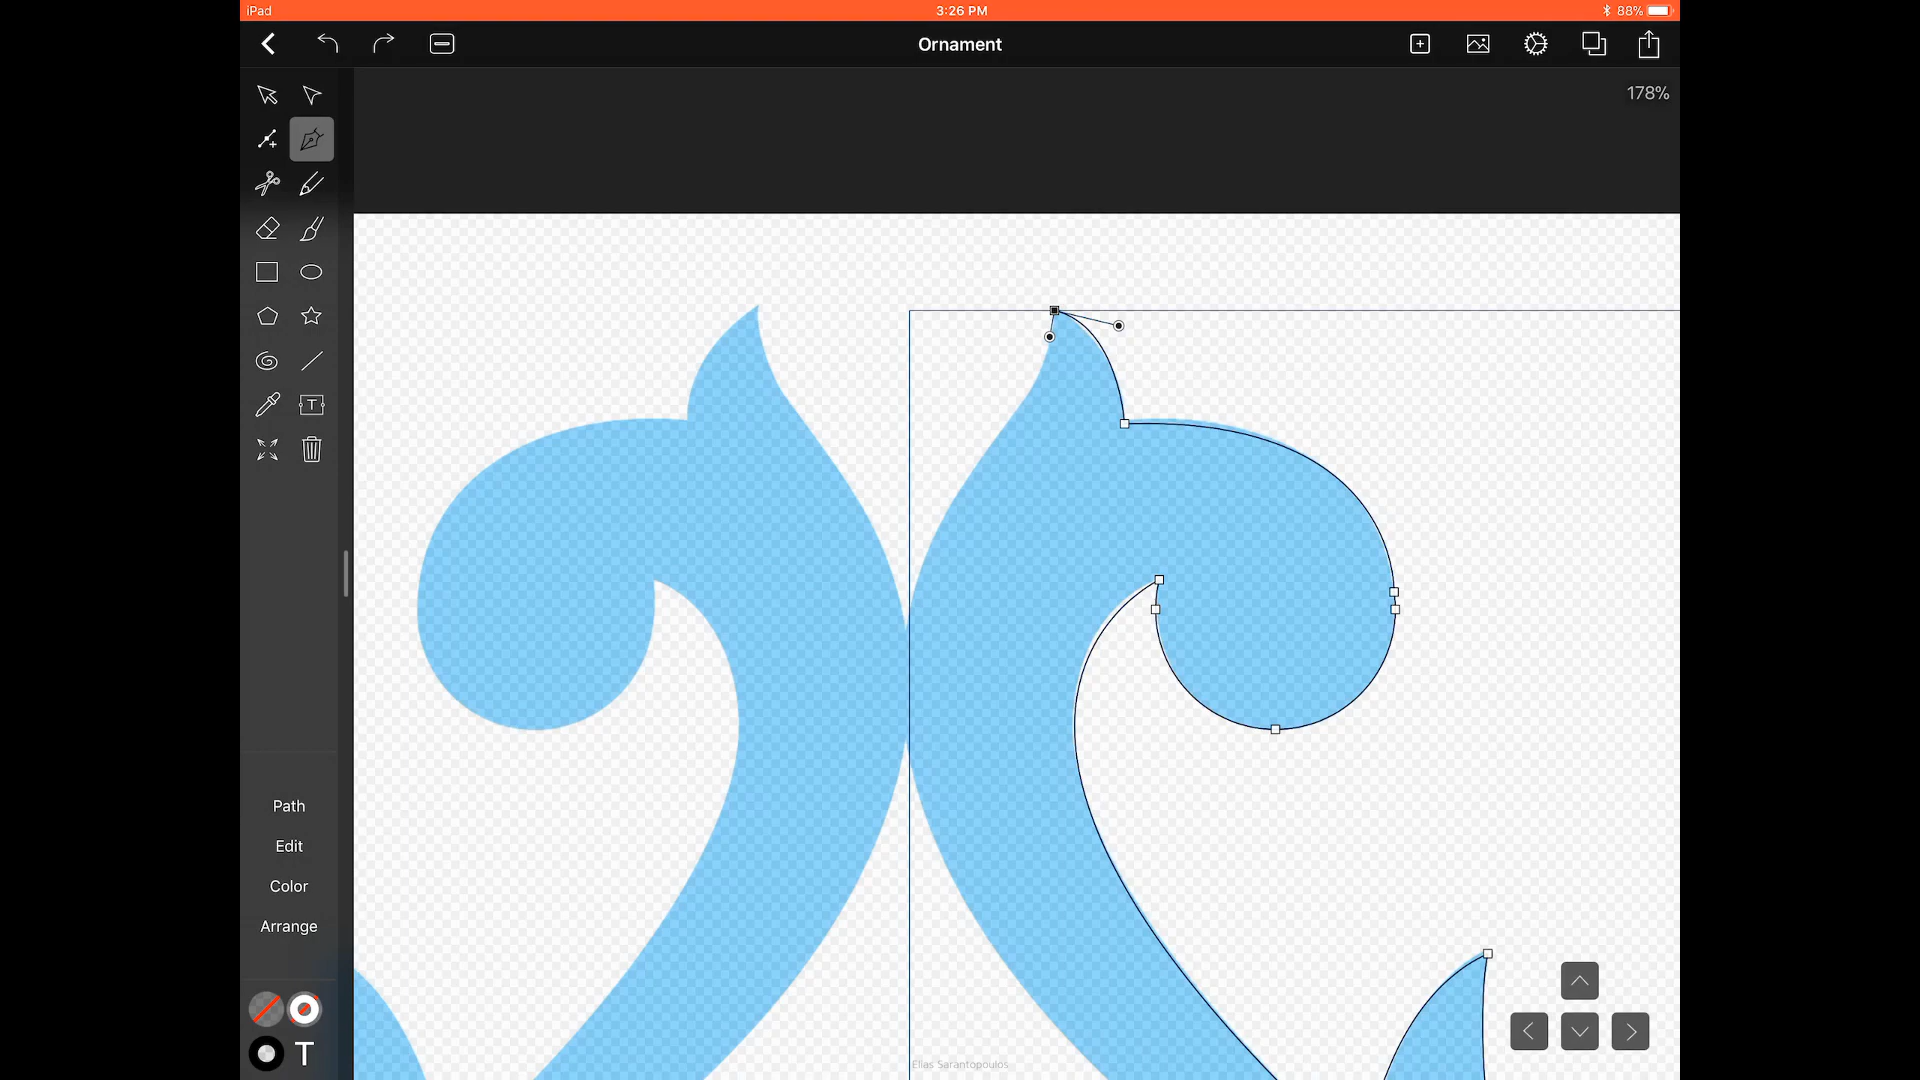 iPad
3:26 PM
88%
Ornament
178%
T
Path
Edit
Color
Arrange
T
Elias Sarantopoulos